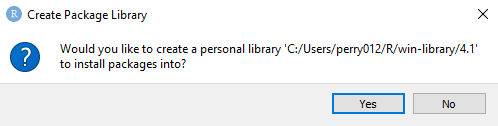 R Create Package Library
Would you like to create a personal library 'C:/Users/perry012/R/win-library/4.1'
to install packages into?
Yes No